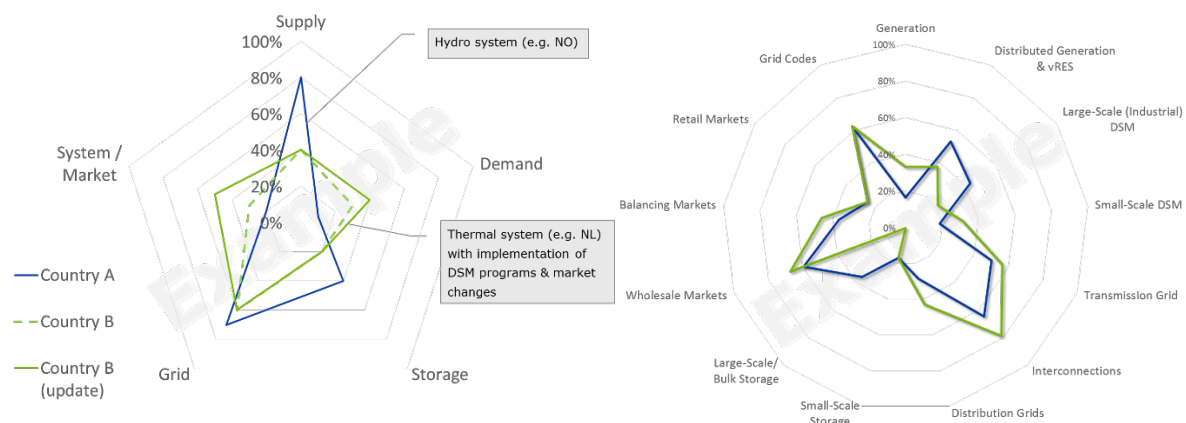 Supply
100%
80%
60%
40%
20%
0%
Hydro system (e.g. NO)
System /
Market
Demand
Thermal system (e.g. NL)
with implementation of
DSM programs & market
changes
Country A
Country B
Country B
(update)
Grid
Storage
Example
Generation
100%
80%
60%
40%
20%
0%
Distributed Generation
& vRES
Large-Scale (Industrial)
DSM
Small-Scale DSM
Transmission Grid
Interconnections
Distribution Grids
Small-Scale
Storage
Large-Scale/
Bulk Storage
Wholesale Markets
Balancing Markets
Retail Markets
Grid Codes
Example